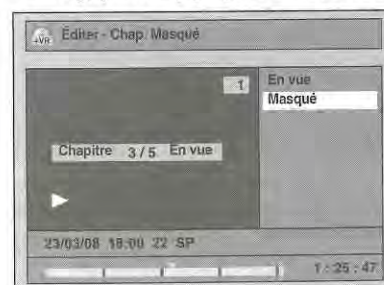 +VR Éditer - Chap. Masqué
1
En vue
Masqué
Chapitre 3/5 En vue
23/03/08 18:00 22 SP
1:25:47